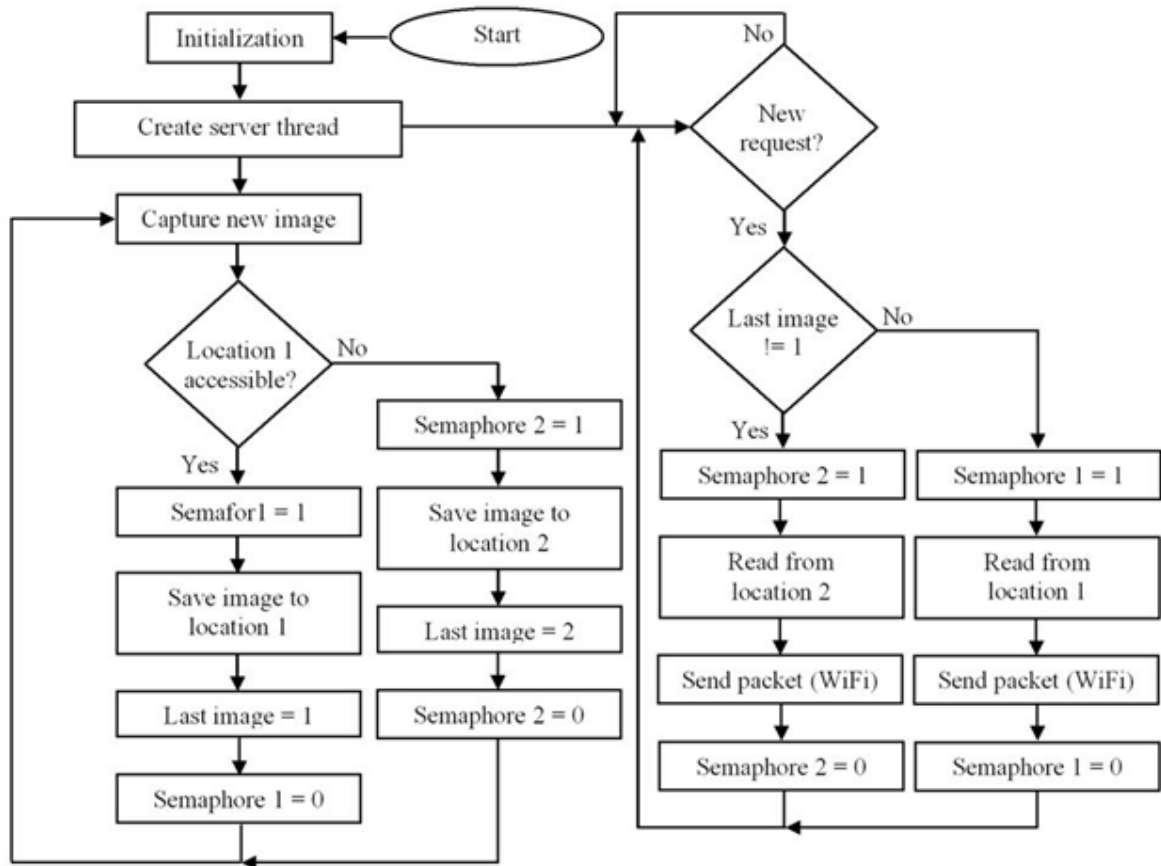 Start
Initialization
Create server thread
Capture new image
Location 1
accessible?
No
Yes
Semafor1 = 1
Save image to
location 1
Last image = 1
Semaphore 1 = 0
Semaphore 2 = 1
Save image to
location 2
Last image = 2
Semaphore 2 = 0
No
New
request?
Yes
Last image
!= 1
No
Yes
Semaphore 2 = 1
Read from
location 2
Send packet (WiFi)
Semaphore 2 = 0
Semaphore 1 = 1
Read from
location 1
Send packet (WiFi)
Semaphore 1 = 0